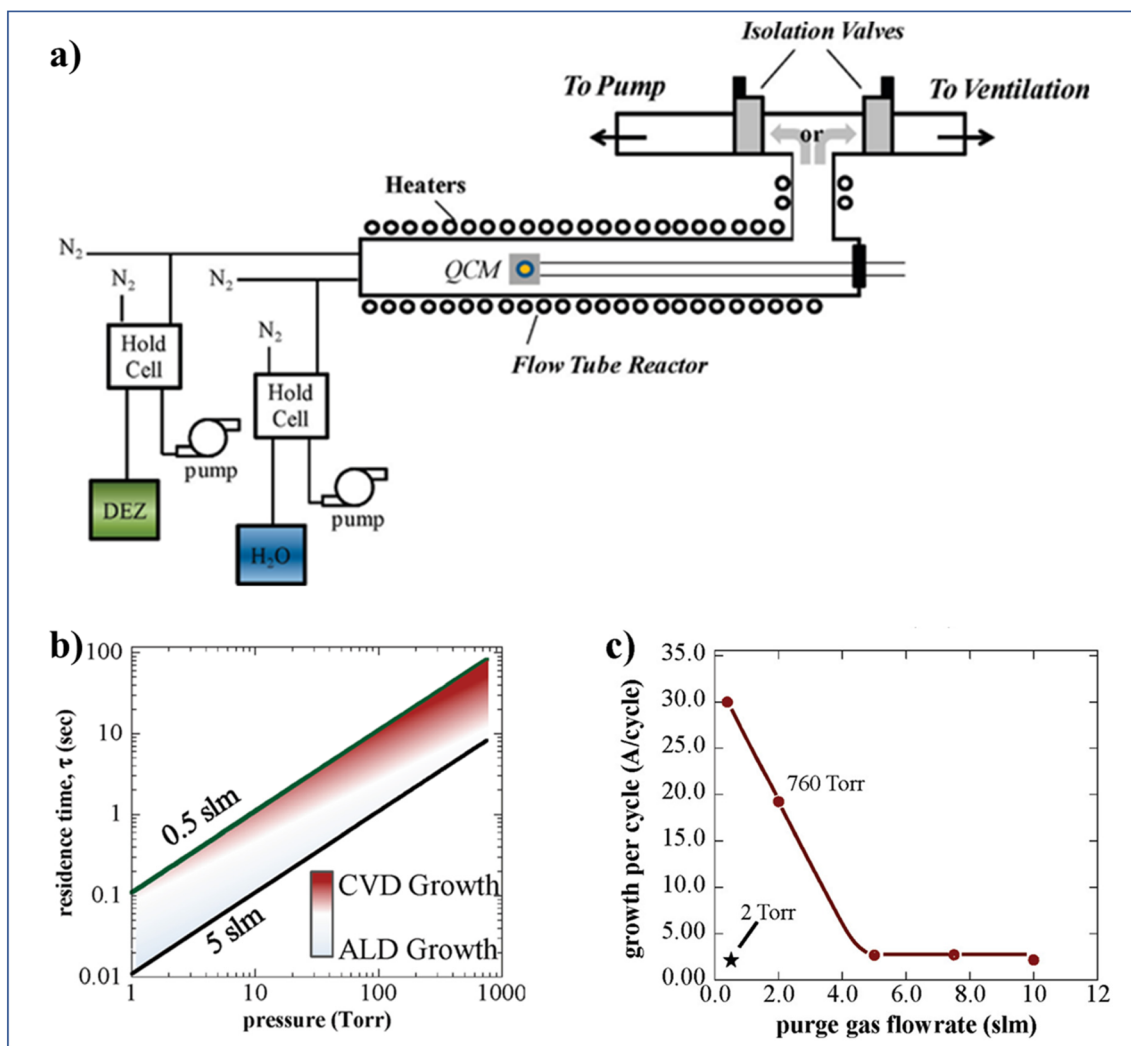 a)
Isolation Valves
To Pump
To Ventilation
or
Heaters
N2
QCM
N2
N2
N2
Hold
Cell
Hold
Cell
Flow Tube Reactor
pump
pump
DEZ
H2O
b)
100
10
1
0.1
0.01
residence time, τ (sec)
0.5 slm
5 slm
CVD Growth
ALD Growth
1
10
100
1000
pressure (Torr)
c)
35.0
30.0
25.0
20.0
15.0
10.0
5.00
0.00
growth per cycle (A/cycle)
760 Torr
2 Torr
0.0
2.0
4.0
6.0
8.0
10.0
12
purge gas flowrate (slm)